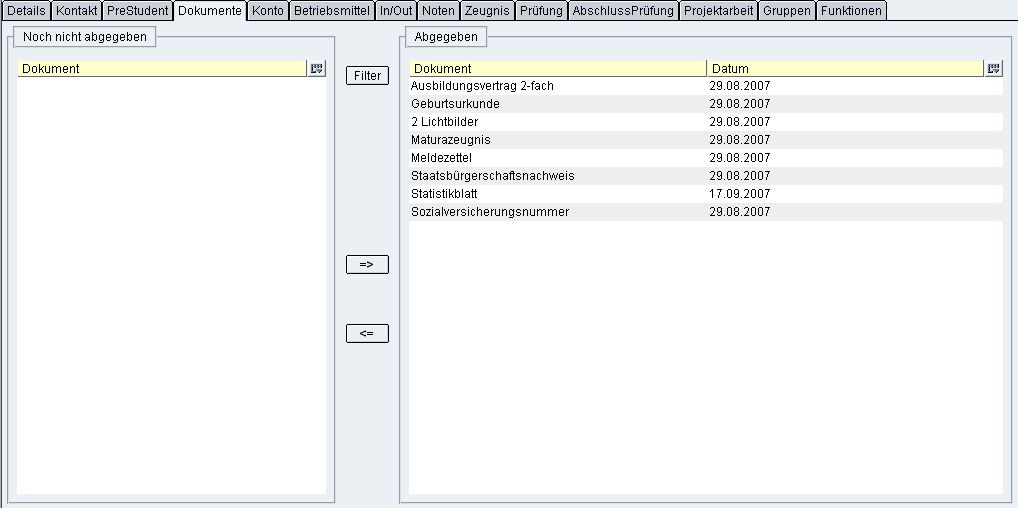 Details Kontakt PreStudent Dokumente Konto Betriebsmittel In/Out Noten Zeugnis Prüfung AbschlussPrüfung Projektarbeit Gruppen Funktionen
Noch nicht abgegeben
Dokument
Filter
=>
<=
Abgegeben
Dokument Datum
Ausbildungsvertrag 2-fach 29.08.2007
Geburtsurkunde 29.08.2007
2 Lichtbilder 29.08.2007
Maturazeugnis 29.08.2007
Meldezettel 29.08.2007
Staatsbürgerschaftsnachweis 29.08.2007
Statistikblatt 17.09.2007
Sozialversicherungsnummer 29.08.2007